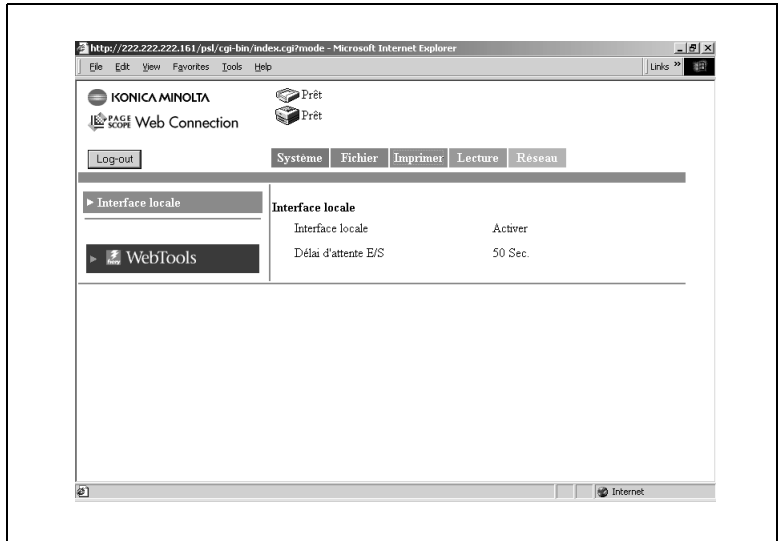 http://222.222.222.161/psl/cgi-bin/index.cgi?mode - Microsoft Internet Explorer
File Edit View Favorites Tools Help Links »
KONICA MINOLTA
Prêt
PAGE SCOPE Web Connection
Prêt
Log-out
Système Fichier Imprimer Lecture Réseau
Interface locale
Interface locale
Interface locale Activer
WebTools
Délai d'attente E/S 50 Sec.
Internet